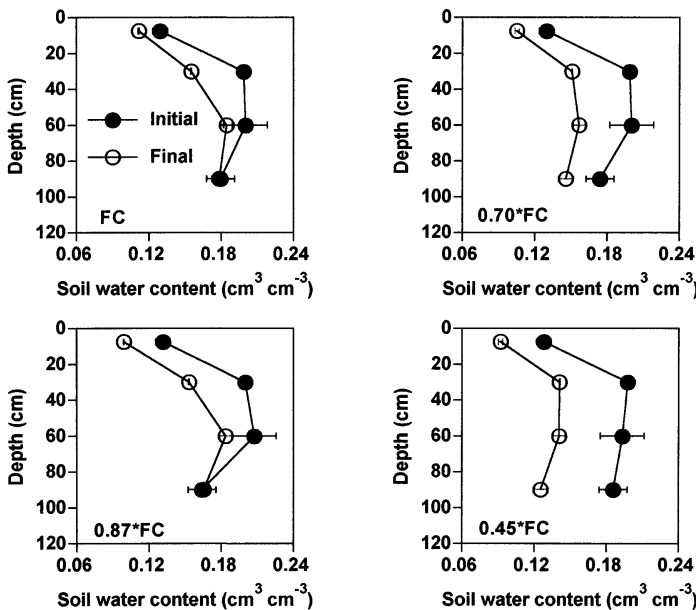 0
20
40
60
80
100
120
Depth (cm)
Initial
Final
FC
0.06 0.12 0.18 0.24
Soil water content (cm³ cm⁻³)
0
20
40
60
80
100
120
Depth (cm)
0.70*FC
0.06 0.12 0.18 0.24
Soil water content (cm³ cm⁻³)
0
20
40
60
80
100
120
Depth (cm)
0.87*FC
0.06 0.12 0.18 0.24
Soil water content (cm³ cm⁻³)
0
20
40
60
80
100
120
Depth (cm)
0.45*FC
0.06 0.12 0.18 0.24
Soil water content (cm³ cm⁻³)